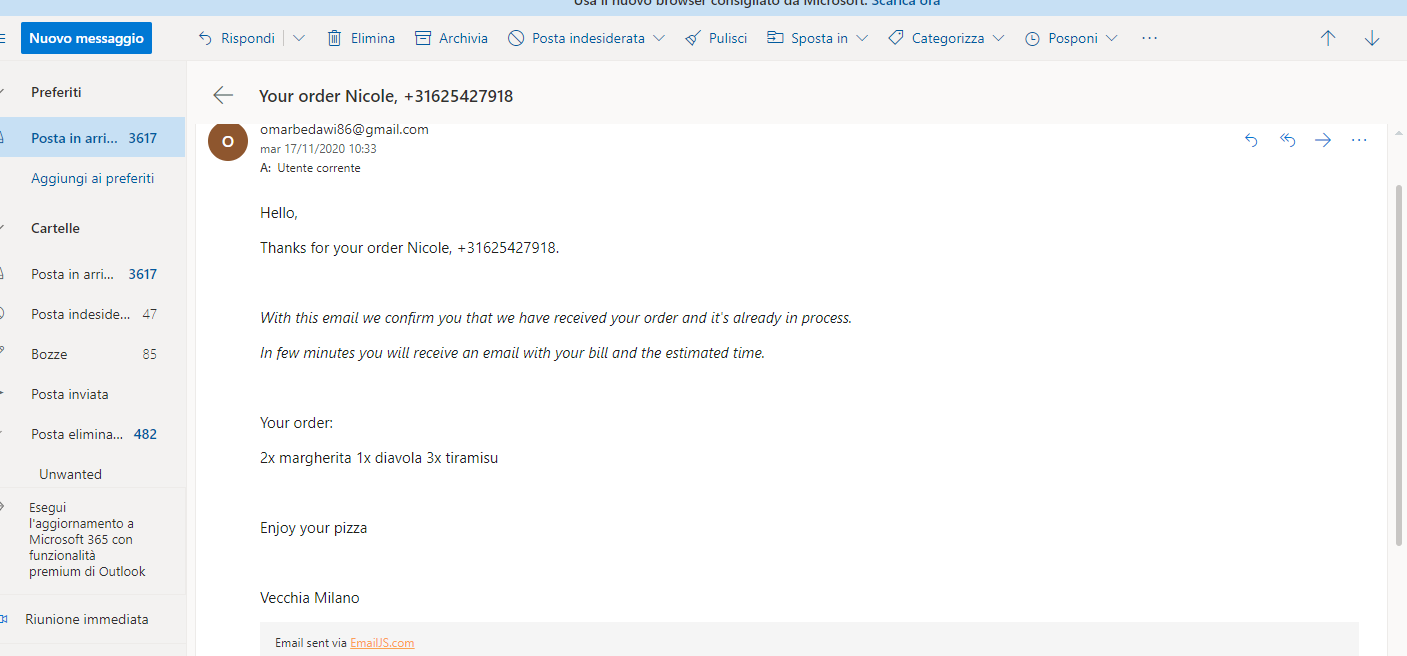 Usa il nuovo browser consigliato da Microsoft. Scarica ora
Nuovo messaggio
Rispondi
Elimina
Archivia
Posta indesiderata
Pulisci
Sposta in
Categorizza
Posponi
Preferiti
Posta in arri... 3617
Aggiungi ai preferiti
Cartelle
Posta in arri... 3617
Posta indeside... 47
Bozze 85
Posta inviata
Posta elimina... 482
Unwanted
Esegui
l'aggiornamento a
Microsoft 365 con
funzionalità
premium di Outlook
Riunione immediata
Your order Nicole, +31625427918
O
omarbedawi86@gmail.com
mar 17/11/2020 10:33
A: Utente corrente
Hello,
Thanks for your order Nicole, +31625427918.
With this email we confirm you that we have received your order and it's already in process.
In few minutes you will receive an email with your bill and the estimated time.
Your order:
2x margherita 1x diavola 3x tiramisu
Enjoy your pizza
Vecchia Milano
Email sent via EmailJS.com